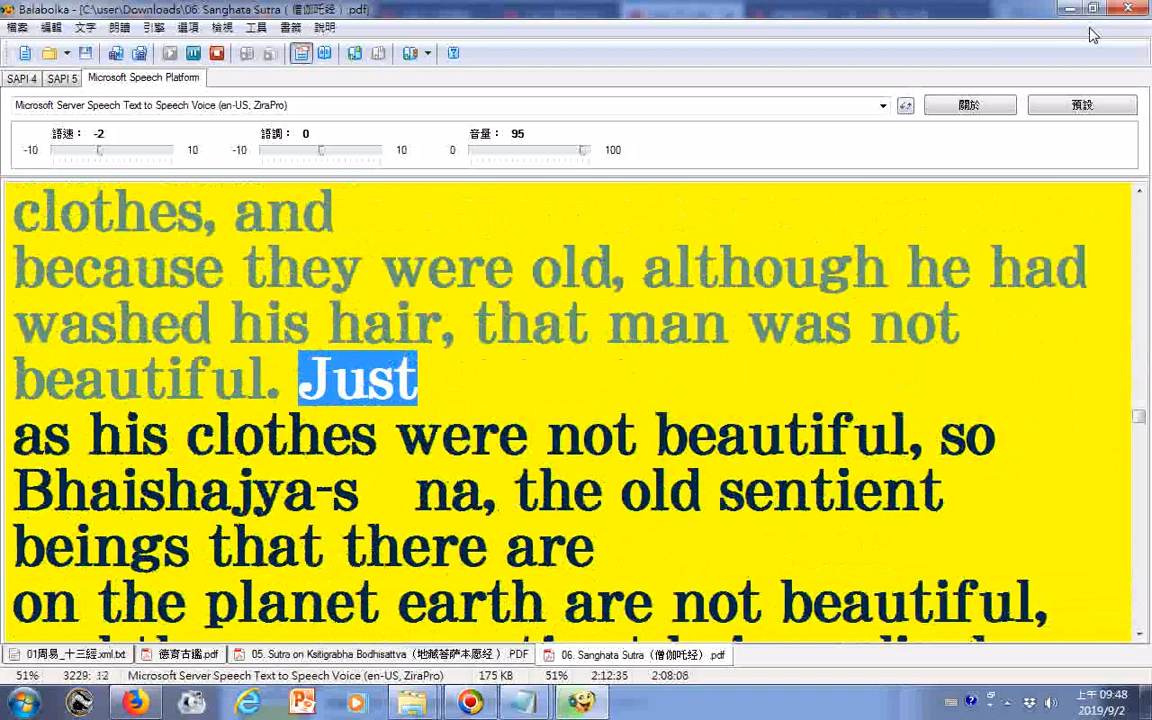 Balabolka - [C:\user\Downloads\06. Sanghata Sutra（僧伽吒经）.pdf]
檔案 編輯 文字 朗讀 引擎 選項 檢視 工具 書籤 說明
SAPI 4 SAPI 5 Microsoft Speech Platform
Microsoft Server Speech Text to Speech Voice (en-US, ZiraPro) 關於 預設
語速： -2 語調： 0 音量： 95
-10 10 -10 10 0 100
clothes, and
because they were old, although he had
washed his hair, that man was not
beautiful. Just
as his clothes were not beautiful, so
Bhaishajya-s na, the old sentient
beings that there are
on the planet earth are not beautiful,
01周易_十三經.xml.txt 德育古鑑.pdf 05. Sutra on Ksitigrabha Bodhisattva（地藏菩萨本愿经）.PDF 06. Sanghata Sutra（僧伽吒经）.pdf
51% 3229: 12 Microsoft Server Speech Text to Speech Voice (en-US, ZiraPro) 175 KB 51% 2:12:35 2:08:06
上午 09:48
2019/9/2